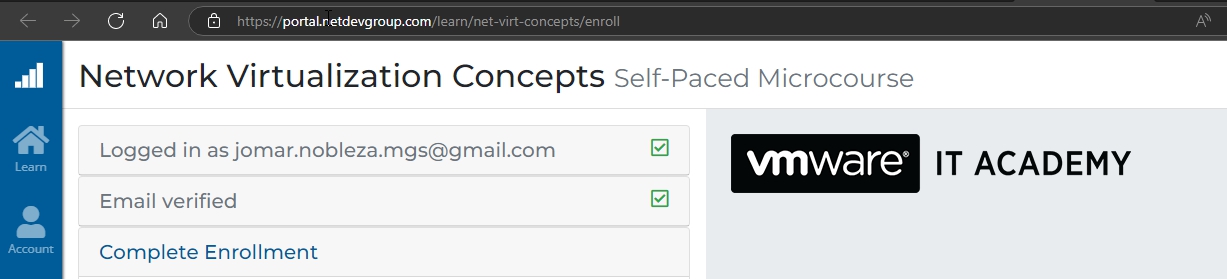 https://portal.netdevgroup.com/learn/net-virt-concepts/enroll
Network Virtualization Concepts Self-Paced Microcourse
Learn
Account
Logged in as jomar.nobleza.mgs@gmail.com
Email verified
Complete Enrollment
vmware® IT ACADEMY